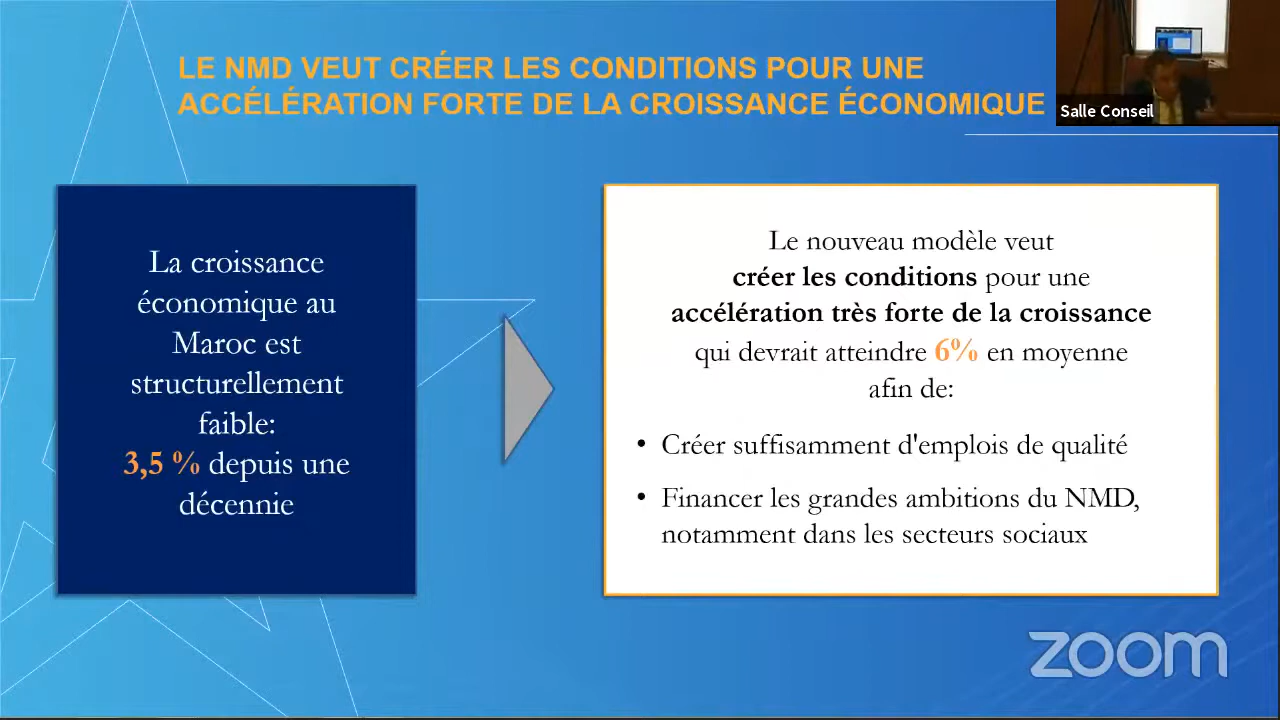 LE NMD VEUT CRÉER LES CONDITIONS POUR UNE
ACCÉLÉRATION FORTE DE LA CROISSANCE ÉCONOMIQUE
Salle Conseil
La croissance
économique au
Maroc est
structurellement
faible:
3,5 % depuis une
décennie
Le nouveau modèle veut
créer les conditions pour une
accélération très forte de la croissance
qui devrait atteindre 6% en moyenne
afin de:
• Créer suffisamment d'emplois de qualité
• Financer les grandes ambitions du NMD,
notamment dans les secteurs sociaux
zoom